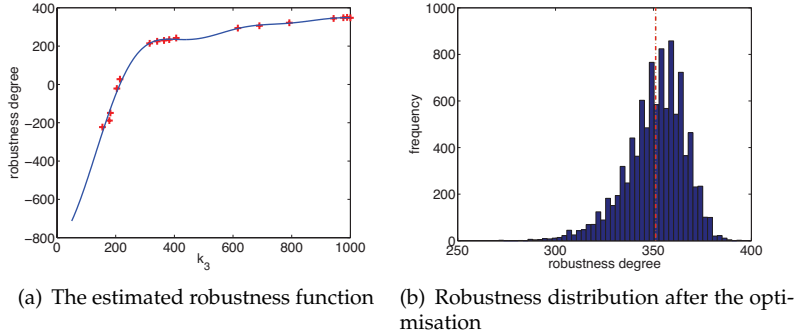 400
200
0
−200
−400
−600
−800
robustness degree
0 200 400 600 800 1000
k3
1000
800
600
400
200
0
frequency
250 300 350 400
robustness degree
(a) The estimated robustness function
(b) Robustness distribution after the opti-
misation